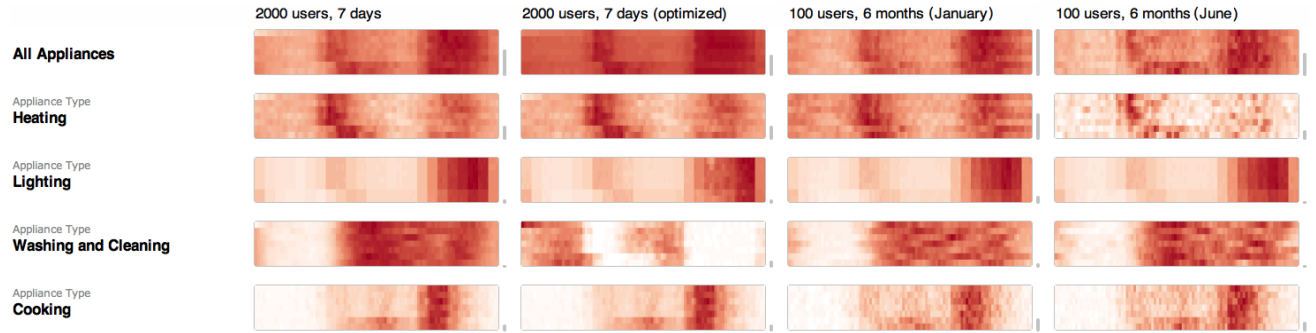 2000 users, 7 days
2000 users, 7 days (optimized)
100 users, 6 months (January)
100 users, 6 months (June)
All Appliances
Appliance Type
Heating
Appliance Type
Lighting
Appliance Type
Washing and Cleaning
Appliance Type
Cooking